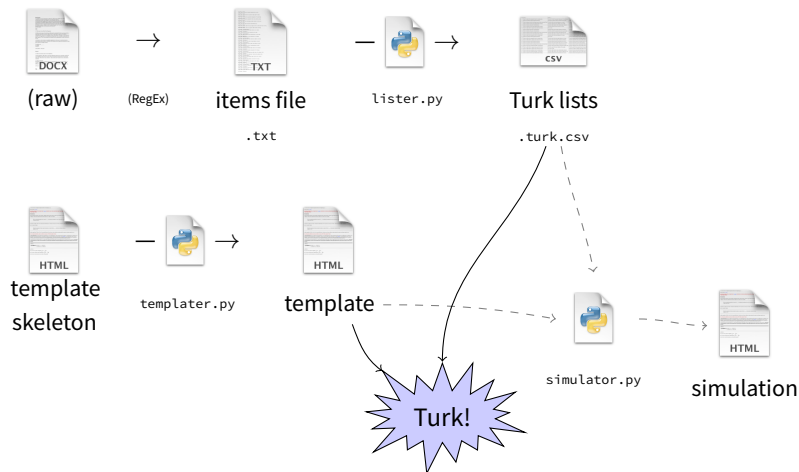 DOCX
TXT
CSV
(raw)
(RegEx)
items file
lister.py
Turk lists
.txt
.turk.csv
HTML
HTML
template
skeleton
templater.py
template
HTML
simulator.py
simulation
Turk!